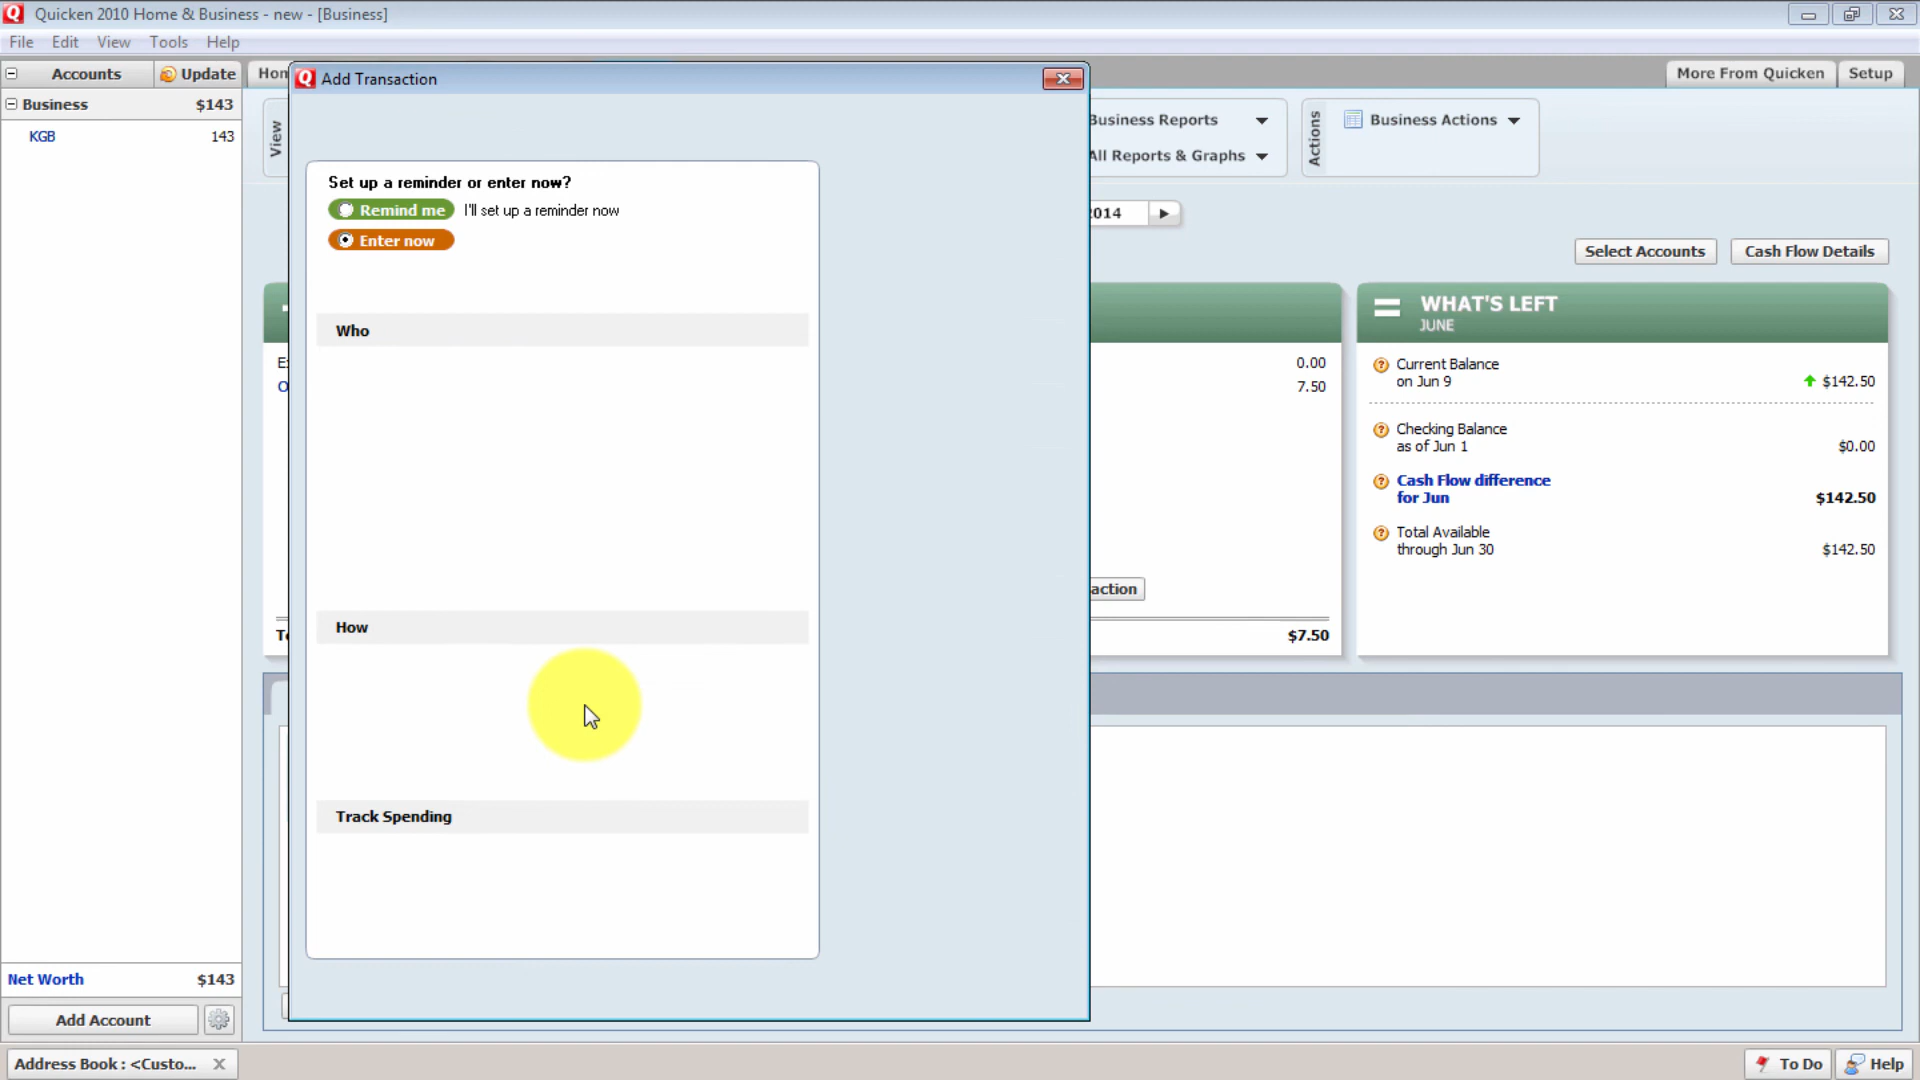 Quicken 2010 Home & Business - new - [Business]
File Edit View Tools Help
Accounts Update
More From Quicken Setup
Business $143
KGB 143
Add Transaction
View
Business Reports
All Reports & Graphs
Actions
Business Actions
Set up a reminder or enter now?
Remind me I'll set up a reminder now
Enter now
2014
Select Accounts Cash Flow Details
Who
How
Track Spending
0.00
7.50
action
$7.50
WHAT'S LEFT
JUNE
Current Balance
on Jun 9 $142.50
Checking Balance
as of Jun 1 $0.00
Cash Flow difference
for Jun $142.50
Total Available
through Jun 30 $142.50
Net Worth $143
Add Account
Address Book : <Custo...
To Do Help